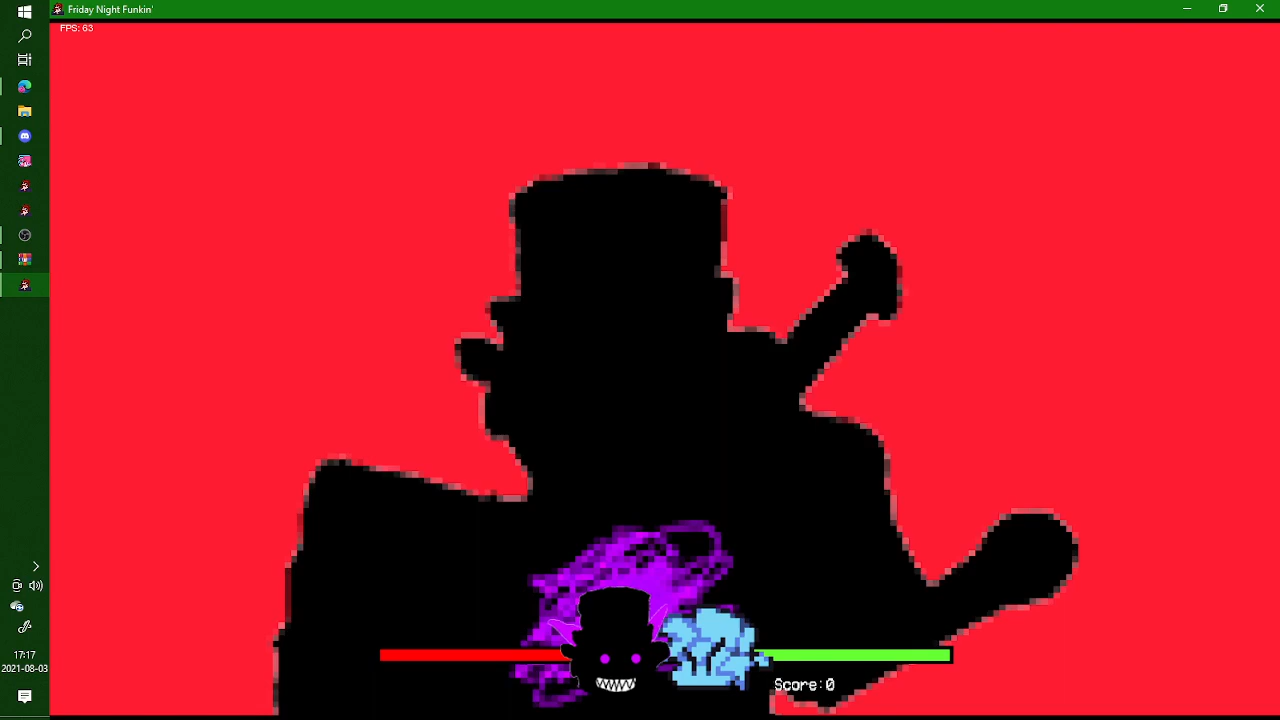 Friday Night Funkin'
FPS: 63
Score:0
17:17
2021-08-03